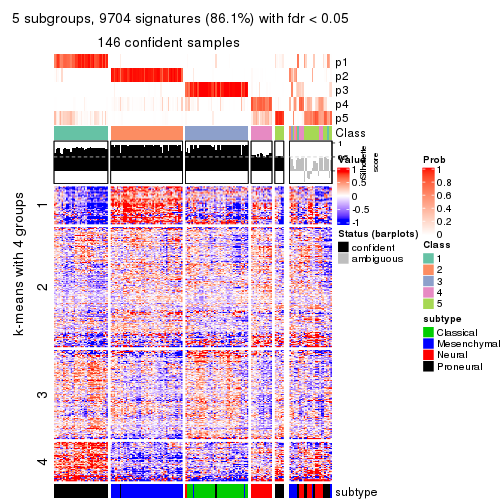 5 subgroups, 9704 signatures (86.1%) with fdr < 0.05
146 confident samples
p1
p2
p3
p4
p5
Class
1
Silhouette
score
k-means with 4 groups
1
2
3
4
Value
1
0.5
0
-0.5
-1
Status (barplots)
confident
ambiguous
Prob
1
0.8
0.6
0.4
0.2
0
Class
1
2
3
4
5
subtype
Classical
Mesenchymal
Neural
Proneural
subtype